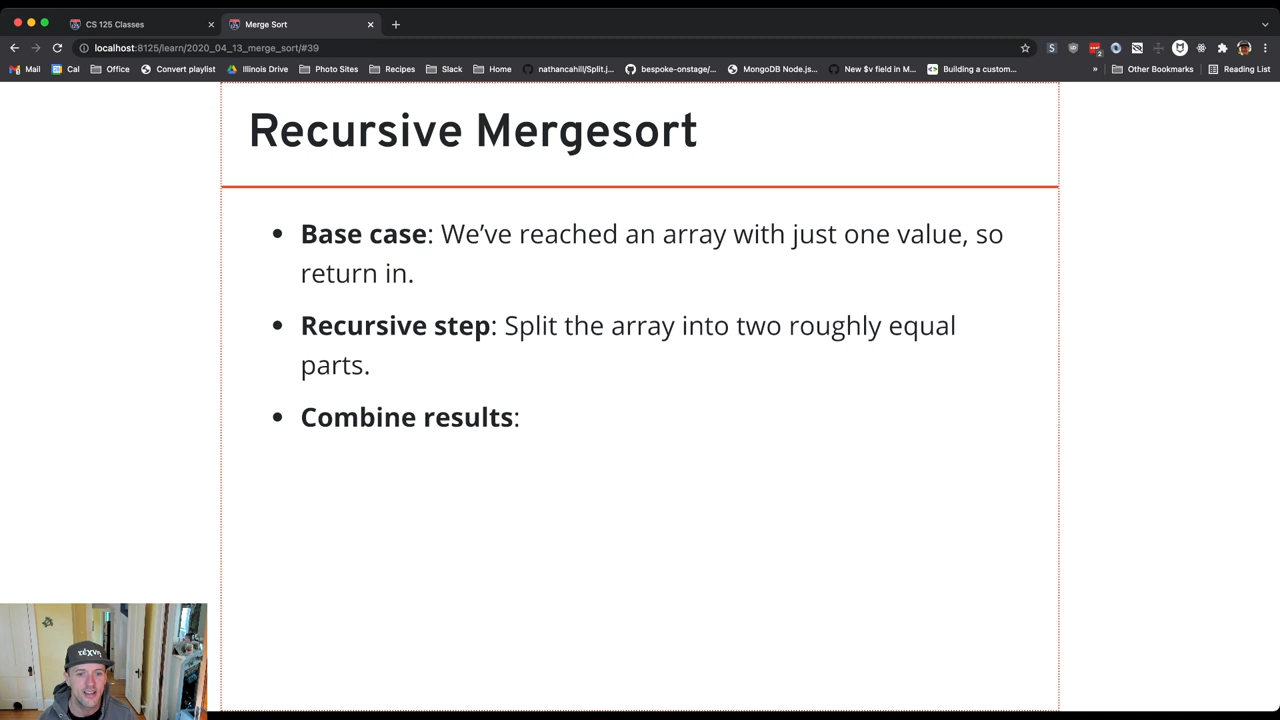 CS 125 Classes
Merge Sort
localhost:8125/learn/2020_04_13_merge_sort/#39
Mail
Cal
Office
Convert playlist
Illinois Drive
Photo Sites
Recipes
Slack
Home
nathancahill/Split.j...
bespoke-onstage/...
MongoDB Node.js...
New $v field in M...
Building a custom...
»
Other Bookmarks
Reading List
Recursive Mergesort
• Base case: We’ve reached an array with just one value, so
return in.
• Recursive step: Split the array into two roughly equal
parts.
• Combine results: